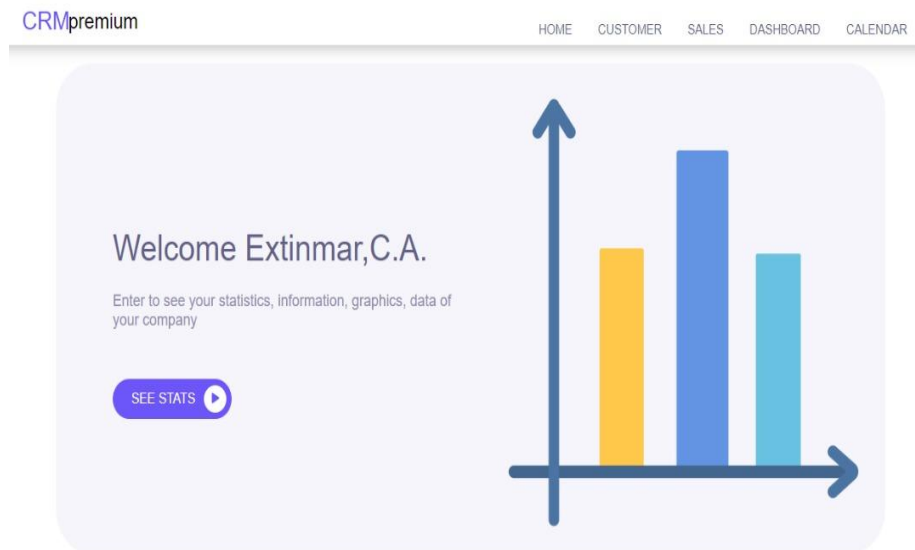 CRMpremium
HOME CUSTOMER SALES DASHBOARD CALENDAR
Welcome Extinmar,C.A.
Enter to see your statistics, information, graphics, data of
your company
SEE STATS